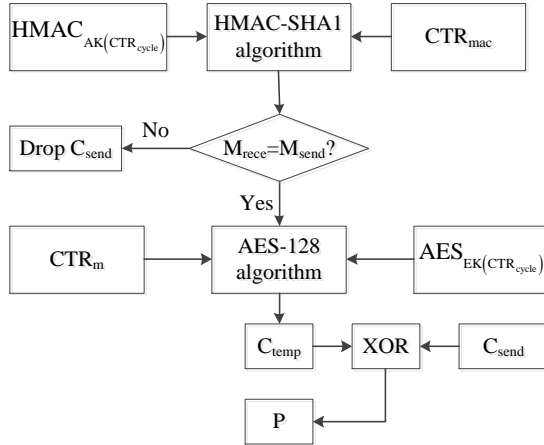 HMAC_AK(CTR_cycle)
HMAC-SHA1
algorithm
CTR_mac
No
Drop C_send
M_rece=M_send?
Yes
CTR_m
AES-128
algorithm
AES_EK(CTR_cycle)
C_temp
XOR
C_send
P